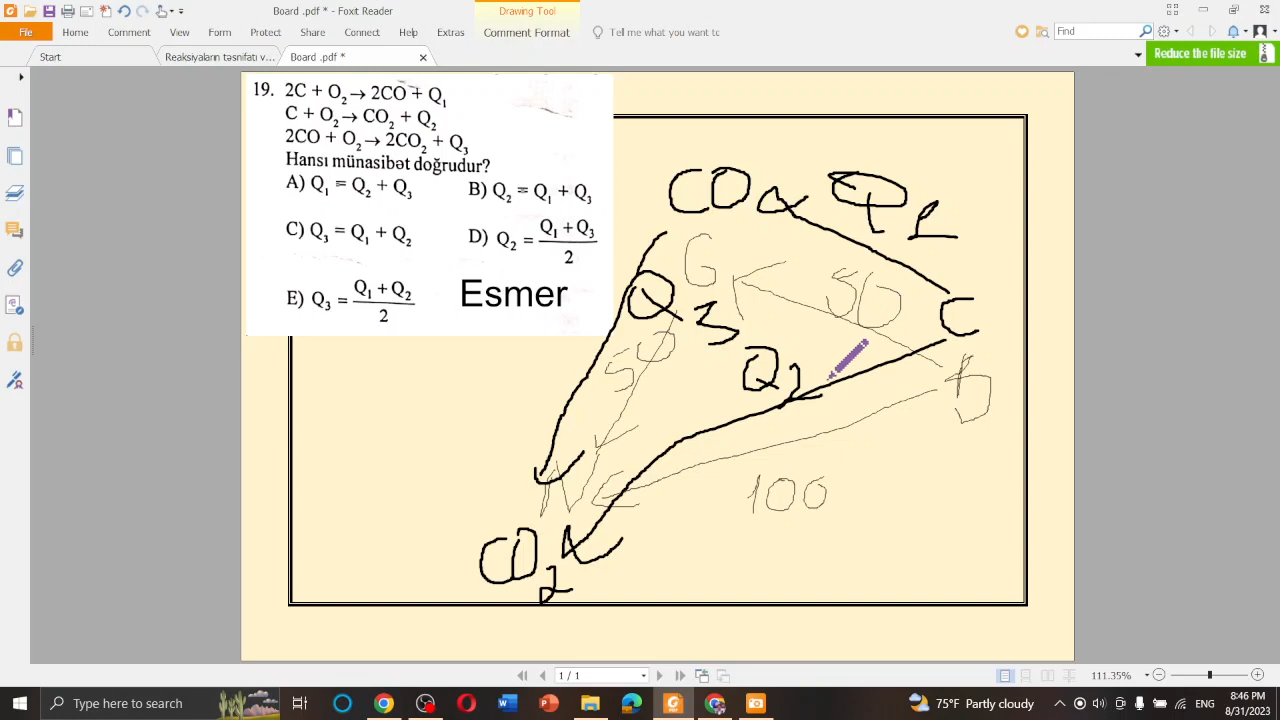 Board .pdf * - Foxit Reader
Drawing Tool
File Home Comment View Form Protect Share Connect Help Extras Comment Format Tell me what you want to do Find
Start Reaksiyaların təsnifatı v... Board .pdf * Reduce the file size
19. 2C + O₂ → 2CO + Q₁
C + O₂ → CO₂ + Q₂
2CO + O₂ → 2CO₂ + Q₃
Hansı münasibət doğrudur?
A) Q₁ = Q₂ + Q₃ B) Q₂ = Q₁ + Q₃
C) Q₃ = Q₁ + Q₂ D) Q₂ = (Q₁ + Q₃)/2
E) Q₃ = (Q₁ + Q₂)/2 Esmer
CO Q1
G 50 C
Q3
50 Q2
B
N 100
CO2
1 / 1 111.35%
Type here to search 75°F Partly cloudy 8:46 PM
8/31/2023